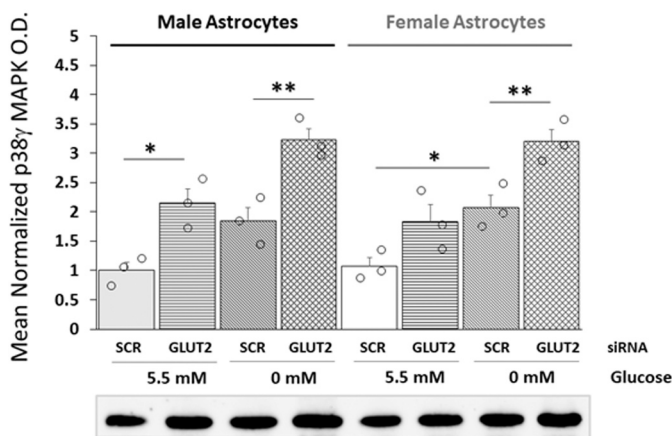 Male Astrocytes Female Astrocytes
Mean Normalized p38γ MAPK O.D.
5
4.5
4
3.5
3
2.5
2
1.5
1
0.5
0
* ** * **
SCR GLUT2 SCR GLUT2 SCR GLUT2 SCR GLUT2 siRNA
5.5 mM 0 mM 5.5 mM 0 mM Glucose